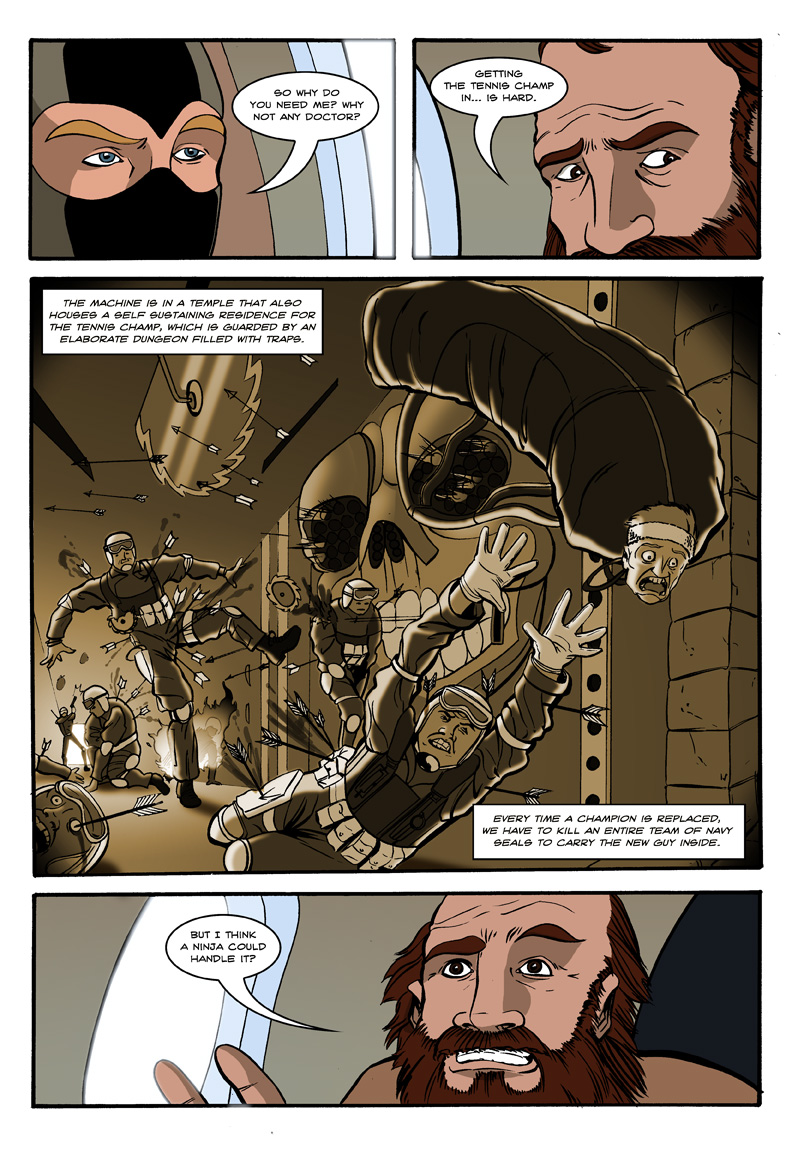 SO WHY DO
YOU NEED ME? WHY
NOT ANY DOCTOR?
GETTING
THE TENNIS CHAMP
IN... IS HARD.
THE MACHINE IS IN A TEMPLE THAT ALSO
HOUSES A SELF SUSTAINING RESIDENCE FOR
THE TENNIS CHAMP, WHICH IS GUARDED BY AN
ELABORATE DUNGEON FILLED WITH TRAPS.
EVERY TIME A CHAMPION IS REPLACED,
WE HAVE TO KILL AN ENTIRE TEAM OF NAVY
SEALS TO CARRY THE NEW GUY INSIDE.
BUT I THINK
A NINJA COULD
HANDLE IT?